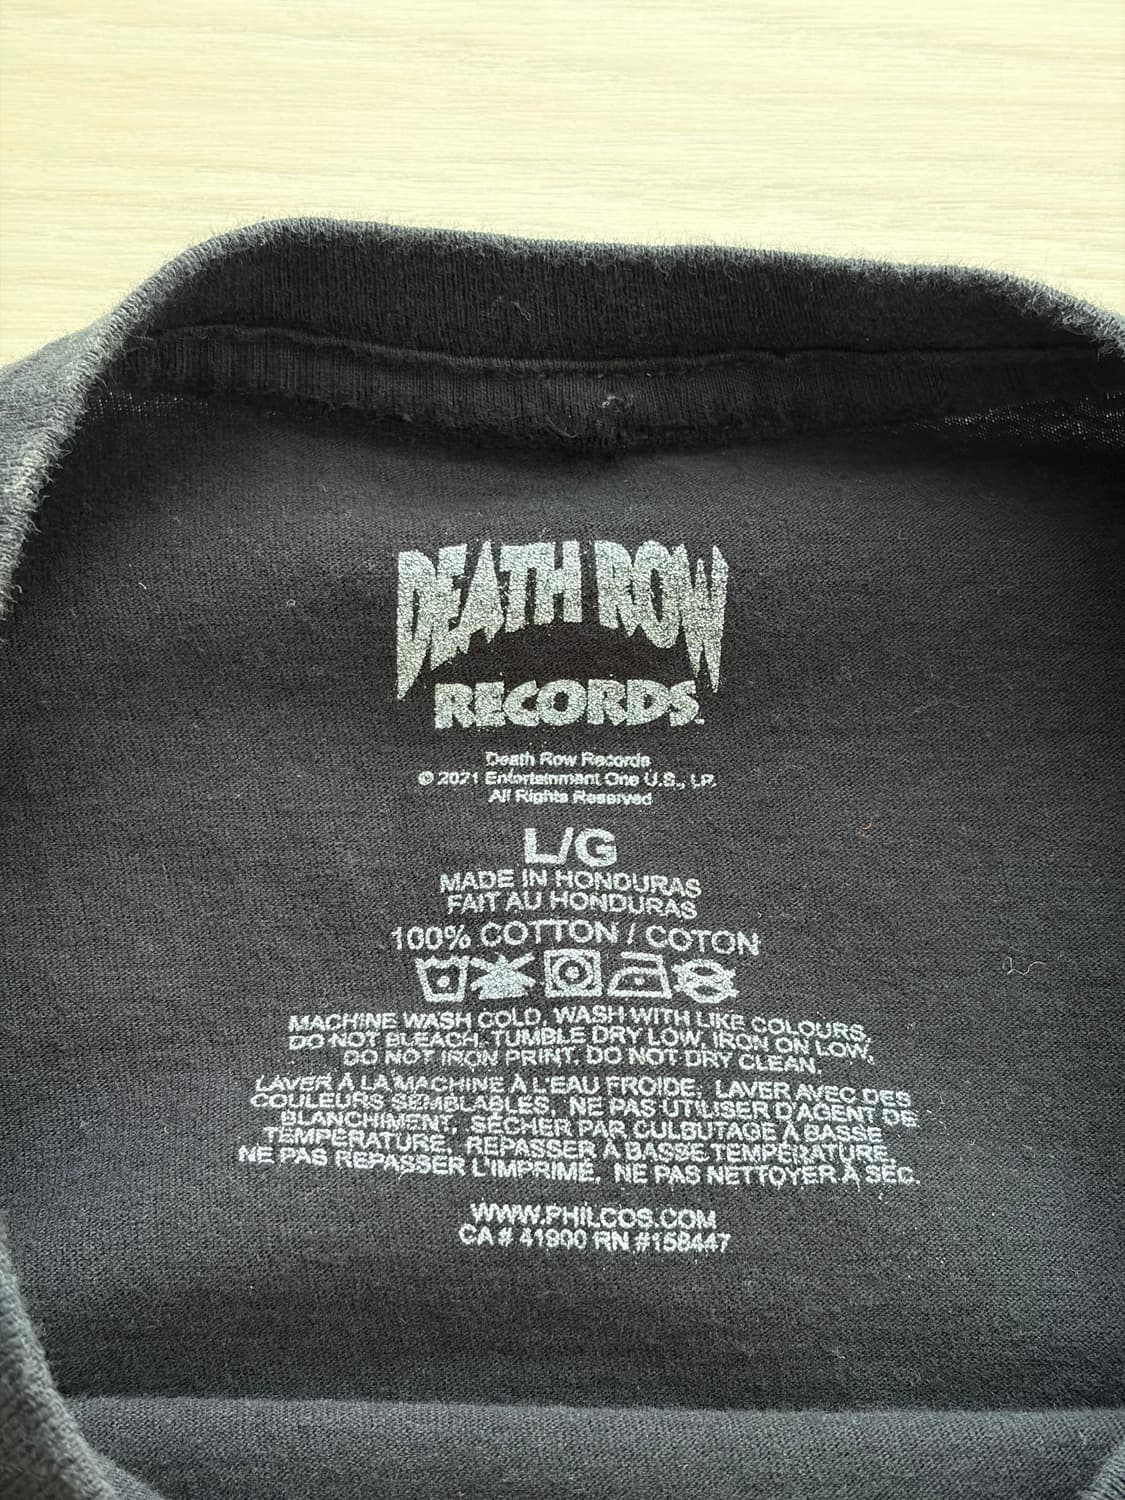 DEATH ROW
RECORDS
Death Row Records
© 2021 Entertainment One U.S., LP.
All Rights Reserved
L/G
MADE IN HONDURAS
FAIT AU HONDURAS
100% COTTON / COTON
MACHINE WASH COLD, WASH WITH LIKE COLOURS,
DO NOT BLEACH, TUMBLE DRY LOW, IRON ON LOW,
DO NOT IRON PRINT, DO NOT DRY CLEAN.
LAVER À LA MACHINE À L'EAU FROIDE, LAVER AVEC DES
COULEURS SEMBLABLES, NE PAS UTILISER D'AGENT DE
BLANCHIMENT, SÉCHER PAR CULBUTAGE À BASSE
TEMPÉRATURE, REPASSER À BASSE TEMPÉRATURE,
NE PAS REPASSER L'IMPRIMÉ, NE PAS NETTOYER À SEC.
WWW.PHILCOS.COM
CA # 41900 RN #158447